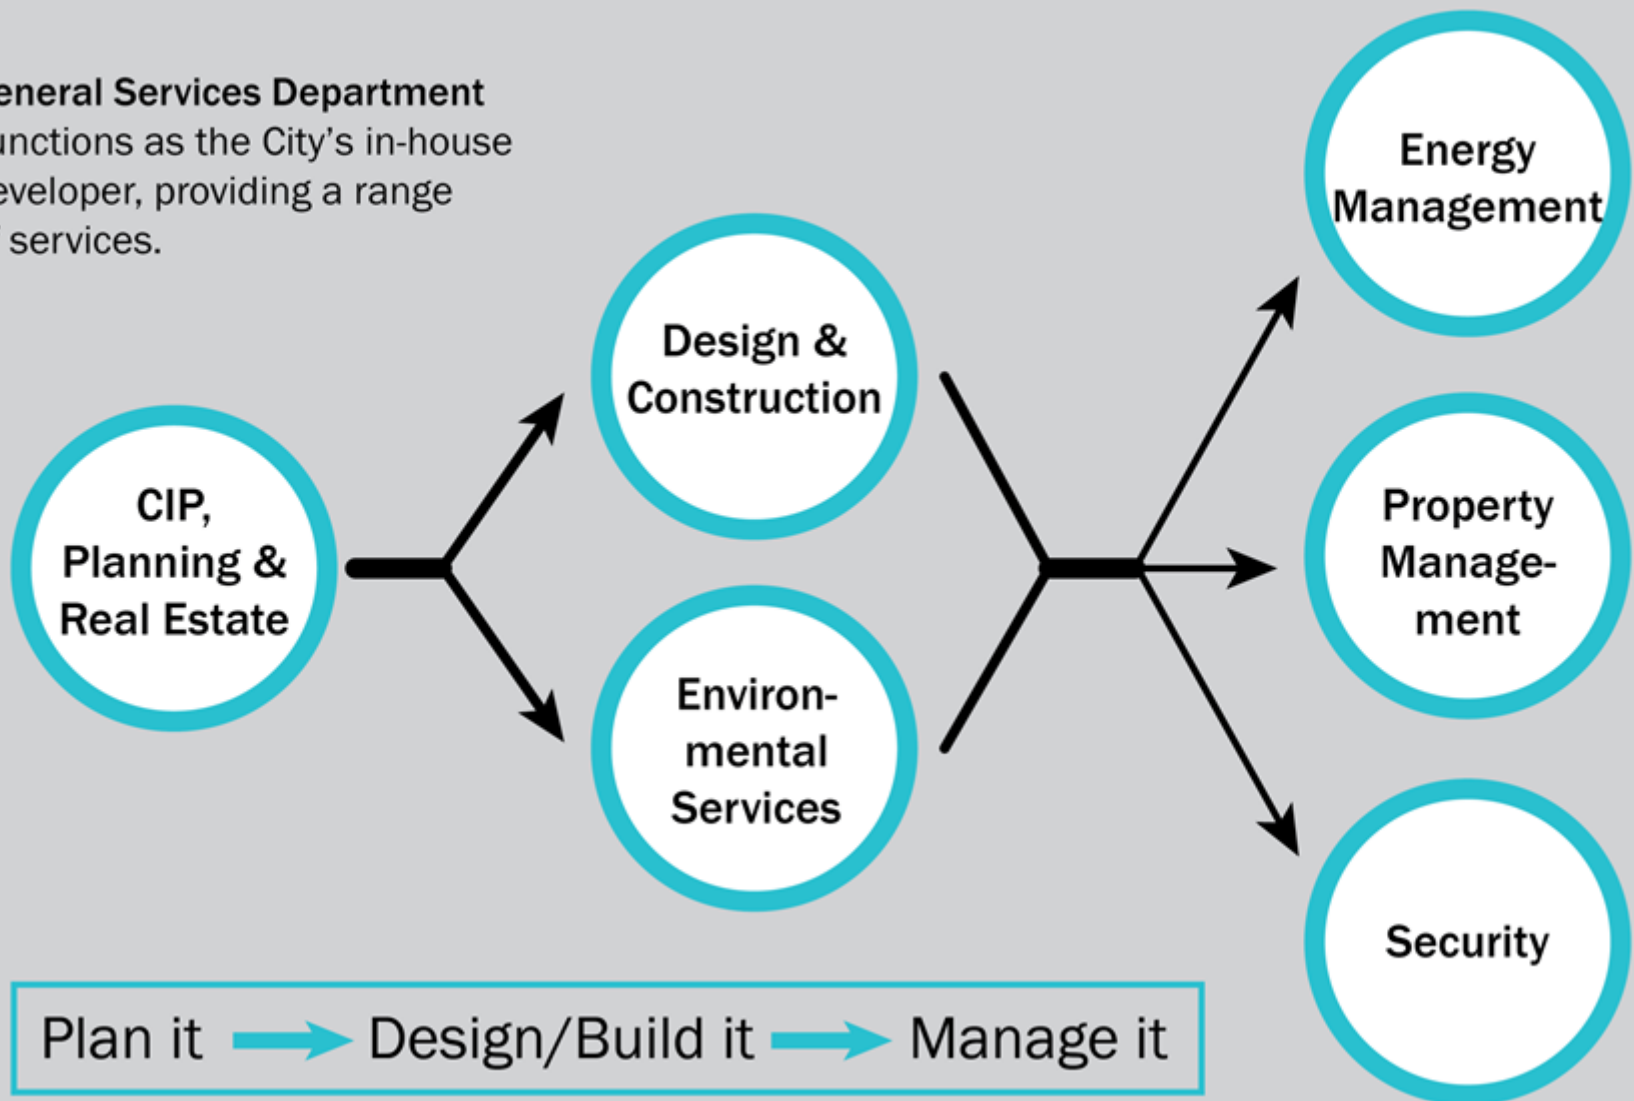 eneral Services Department
unctions as the City's in-house
eveloper, providing a range
services.
CIP,
Planning &
Real Estate
Design &
Construction
Environ-
mental
Services
Energy
Management
Property
Manage-
ment
Security
Plan it Design/Build it Manage it